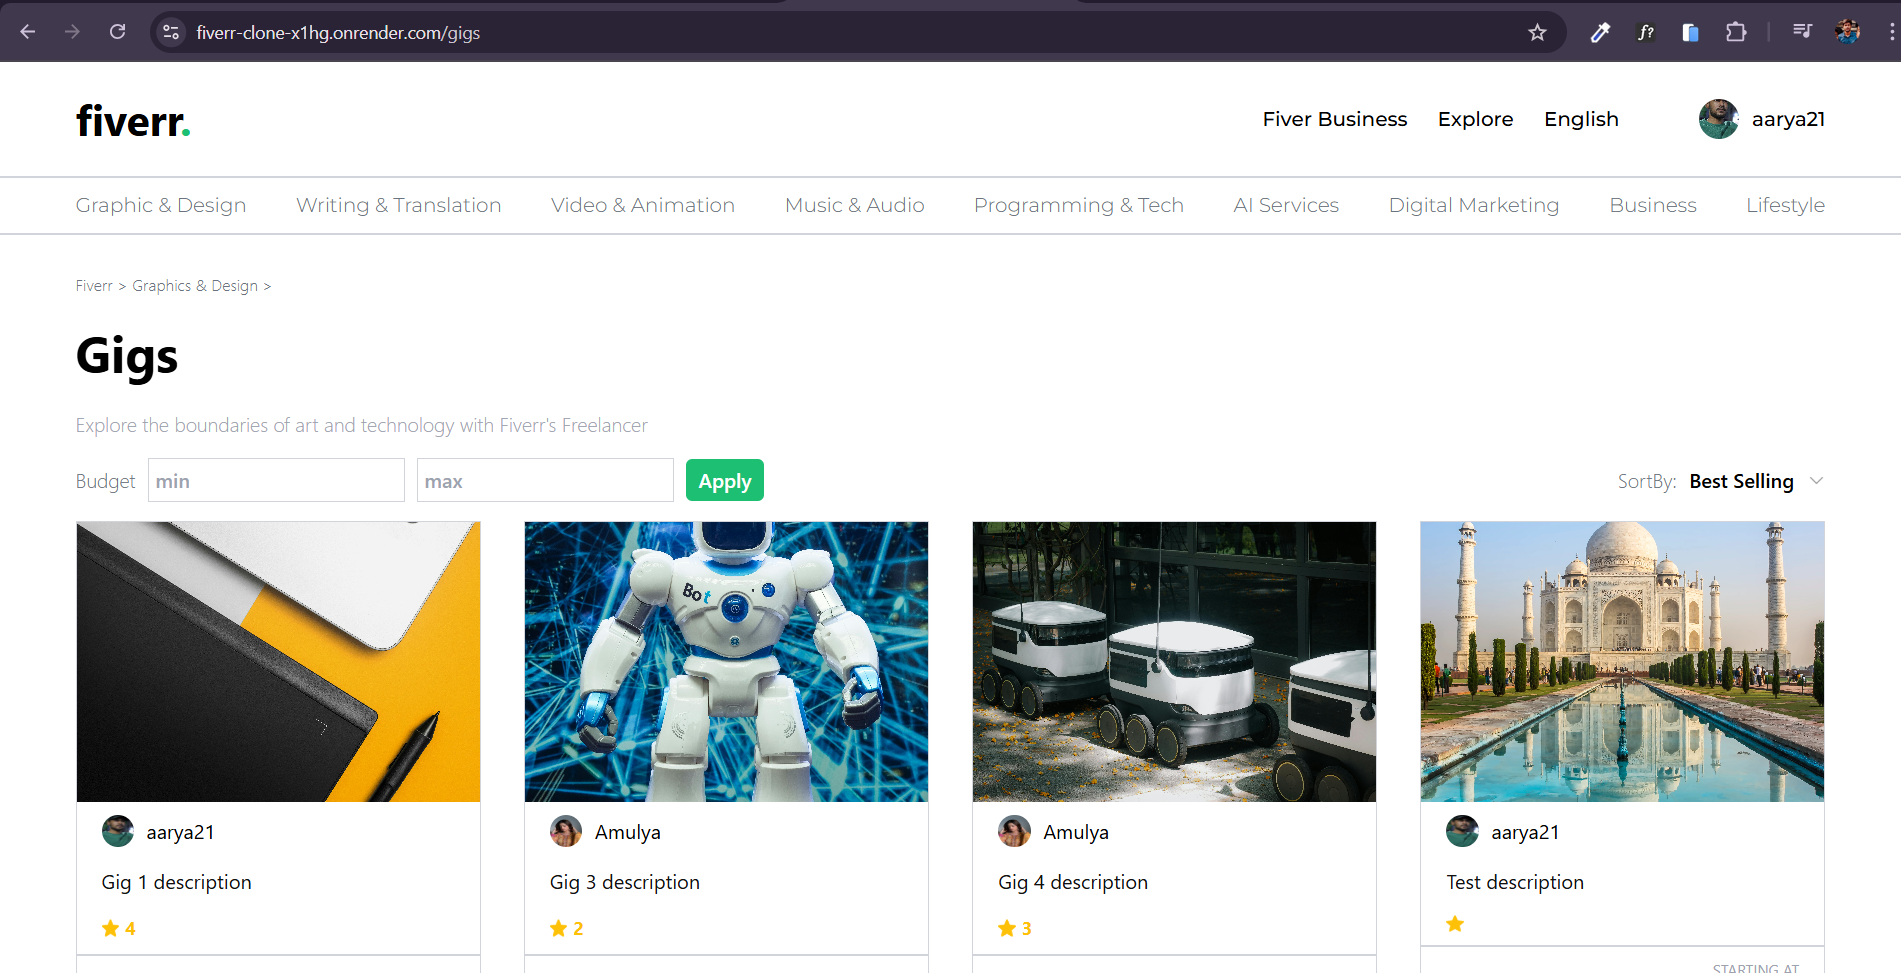 fiverr-clone-x1hg.onrender.com/gigs
f?
fiverr.
Fiver Business Explore English aarya21
Graphic & Design Writing & Translation Video & Animation Music & Audio Programming & Tech AI Services Digital Marketing Business Lifestyle
Fiverr > Graphics & Design >
Gigs
Explore the boundaries of art and technology with Fiverr's Freelancer
Budget min max Apply SortBy: Best Selling
Bot
aarya21 Amulya Amulya aarya21
Gig 1 description Gig 3 description Gig 4 description Test description
4 2 3
STARTING AT